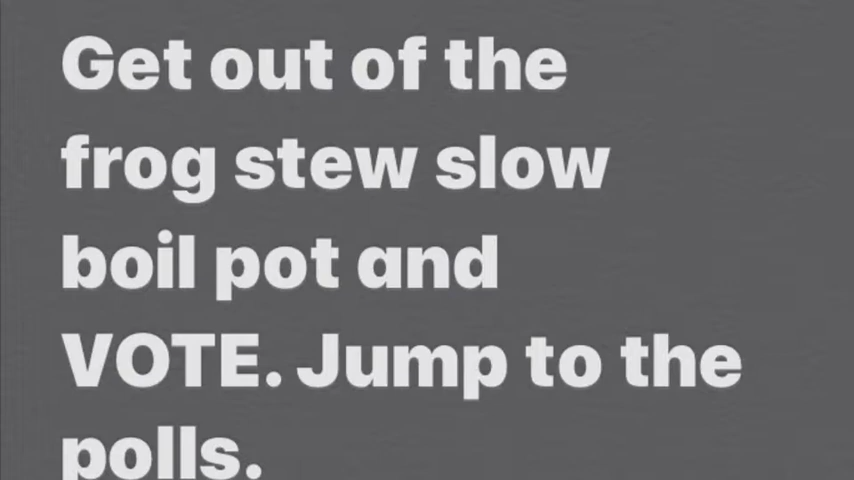 Get out of the
frog stew slow
boil pot and
VOTE. Jump to the
polls.